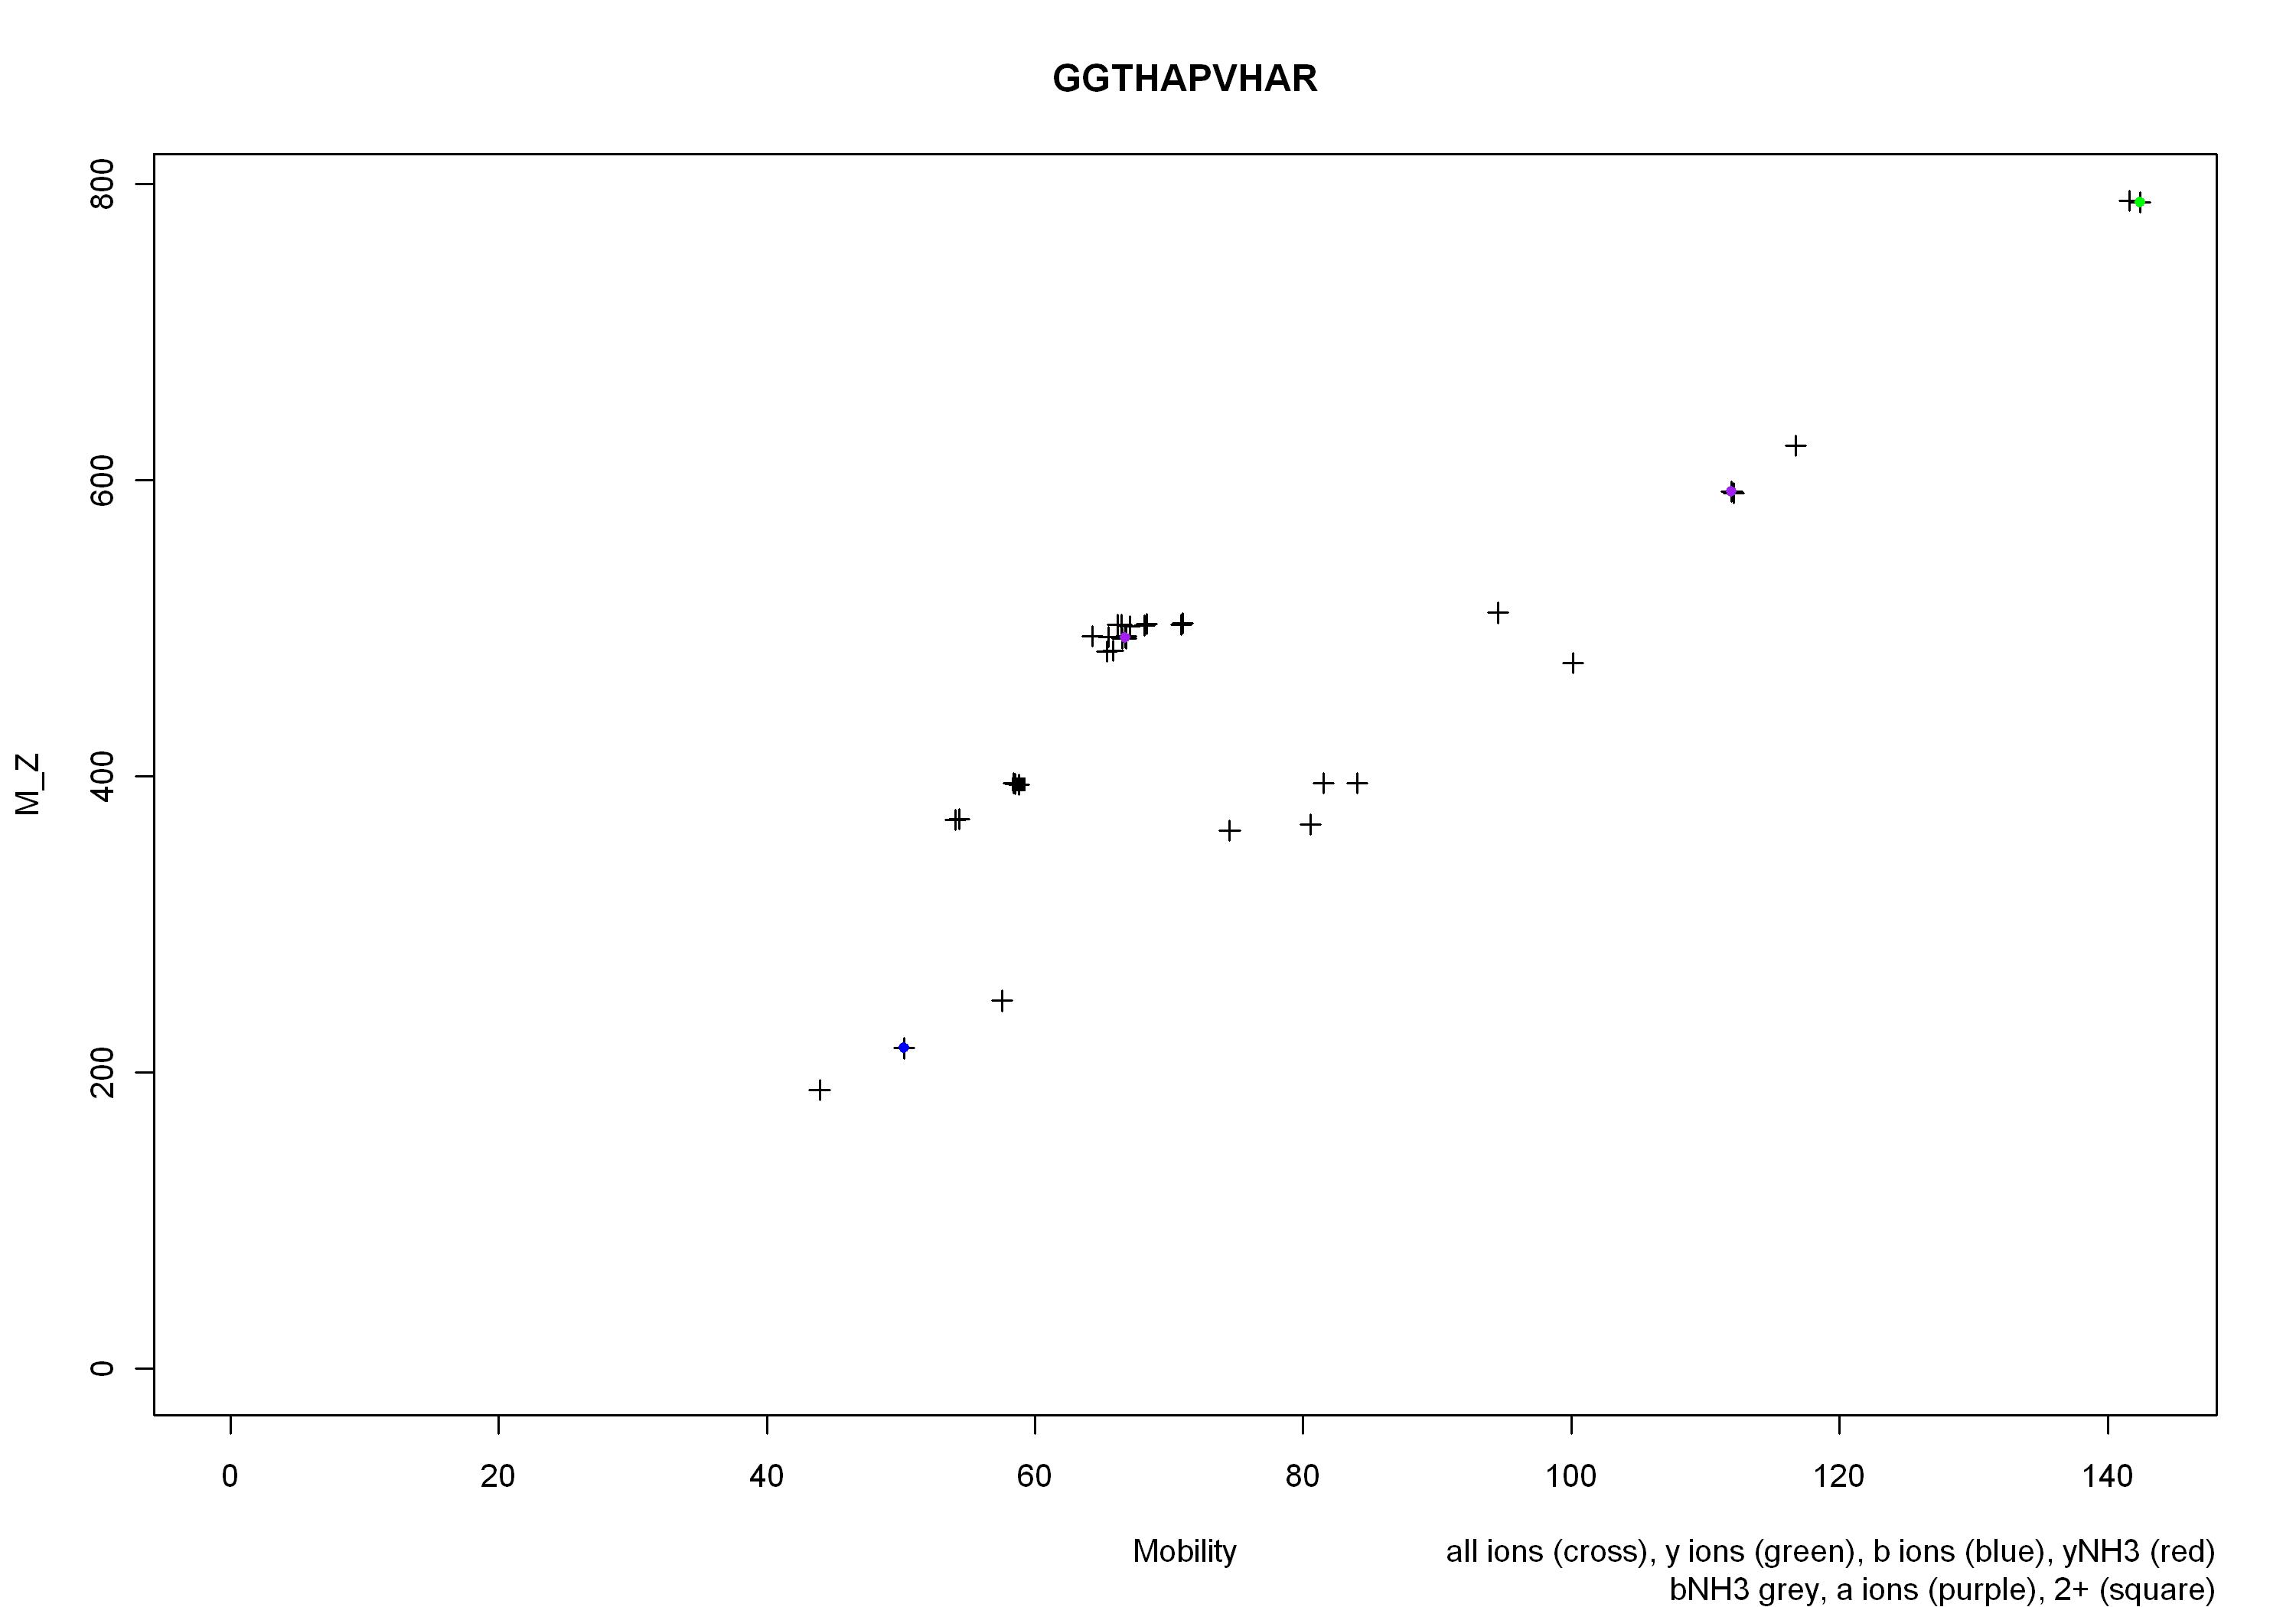 GGTHAPVHAR
800
600
400
200
0
M_Z
0 20 40 60 80 100 120 140
Mobility
all ions (cross), y ions (green), b ions (blue), yNH3 (red)
bNH3 grey, a ions (purple), 2+ (square)